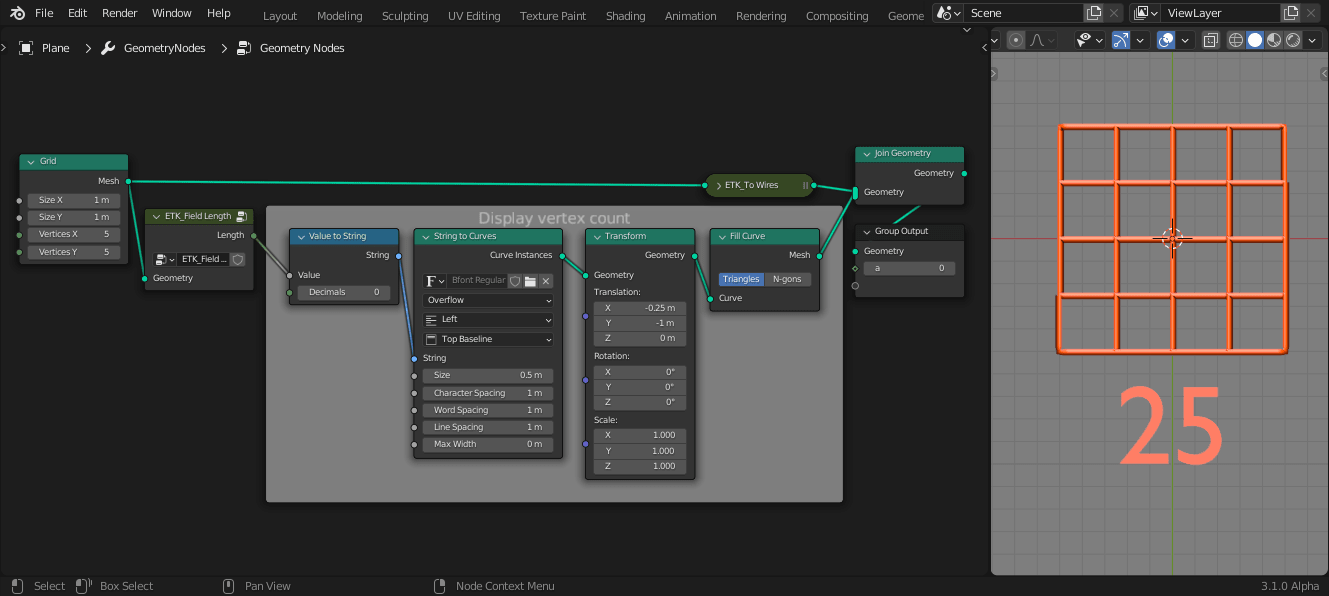 File Edit Render Window Help
Layout Modeling Sculpting UV Editing Texture Paint Shading Animation Rendering Compositing Geome
Scene
ViewLayer
Plane GeometryNodes Geometry Nodes
Grid
Mesh
Size X 1 m
Size Y 1 m
Vertices X 5
Vertices Y 5
ETK_Field Length
Length
ETK_Field ...
Geometry
Display vertex count
Value to String
String
Value
Decimals 0
String to Curves
Curve Instances
F Bfont Regular
Overflow
Left
Top Baseline
String
Size 0.5 m
Character Spacing 1 m
Word Spacing 1 m
Line Spacing 1 m
Max Width 0 m
Transform
Geometry
Geometry
Translation:
X -0.25 m
Y -1 m
Z 0 m
Rotation:
X 0°
Y 0°
Z 0°
Scale:
X 1.000
Y 1.000
Z 1.000
Fill Curve
Mesh
Triangles N-gons
Curve
ETK_To Wires
Join Geometry
Geometry
Geometry
Group Output
Geometry
a 0
25
Select Box Select Pan View Node Context Menu 3.1.0 Alpha